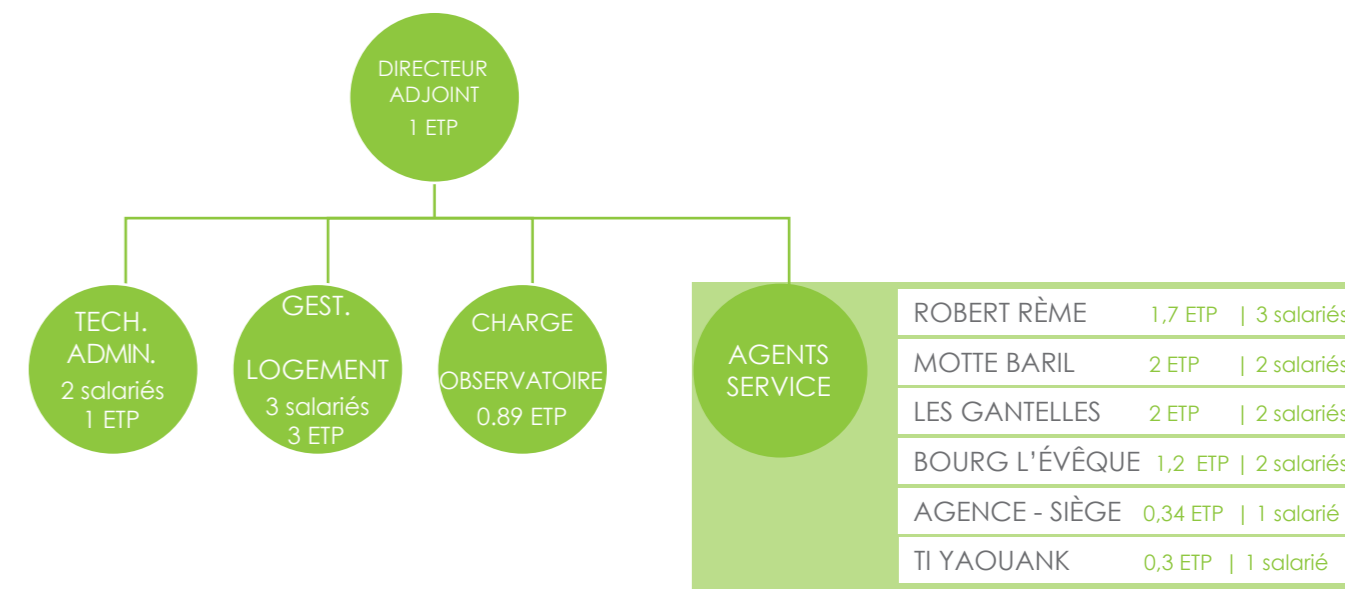 DIRECTEUR
ADJOINT
1 ETP
TECH.
ADMIN.
2 salariés
1 ETP
GEST.
LOGEMENT
3 salariés
3 ETP
CHARGE
OBSERVATOIRE
0.89 ETP
AGENTS
SERVICE
ROBERT RÈME 1,7 ETP | 3 salariés
MOTTE BARIL 2 ETP | 2 salariés
LES GANTELLES 2 ETP | 2 salariés
BOURG L'ÉVÊQUE 1,2 ETP | 2 salariés
AGENCE - SIÈGE 0,34 ETP | 1 salarié
TI YAOUANK 0,3 ETP | 1 salarié